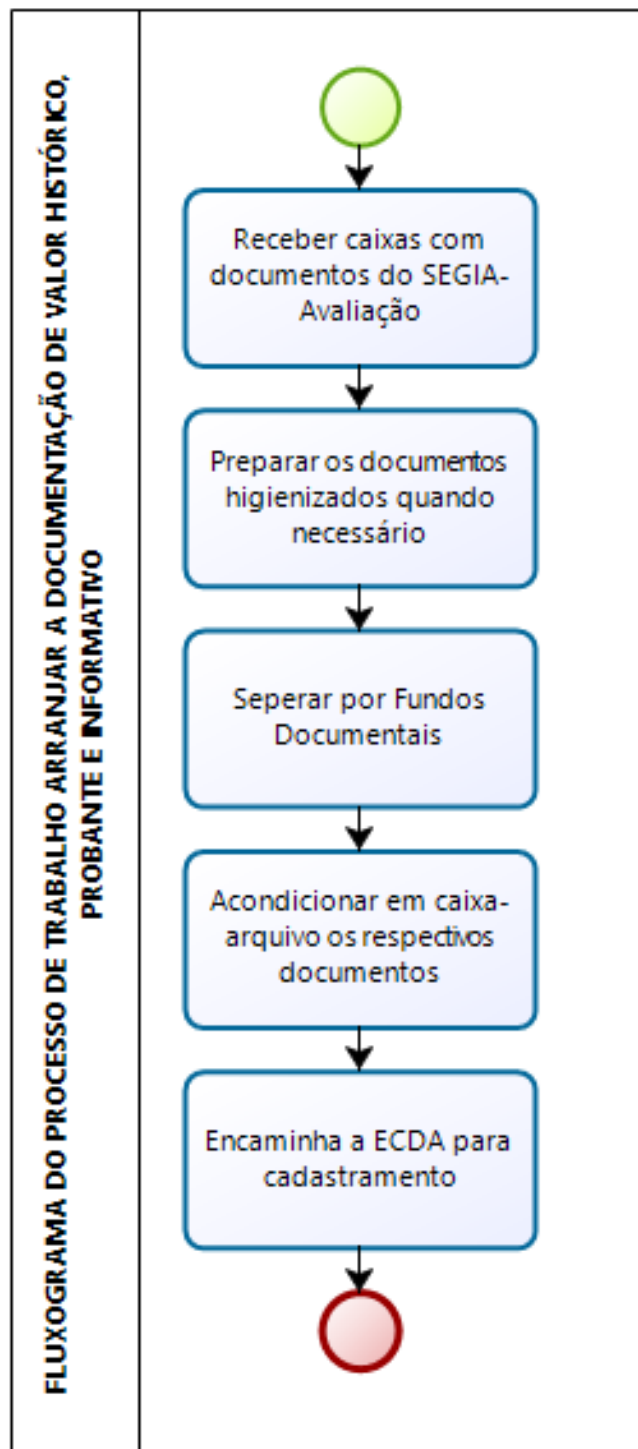 FLUXOGRAMA DO PROCESSO DE TRABALHO ARRANJAR A DOCUMENTAÇÃO DE VALOR HISTÓRICO,
PROBANTE E INFORMATIVO
Receber caixas com
documentos do SEGIA-
Avaliação
Preparar os documentos
higienizados quando
necessário
Seperar por Fundos
Documentais
Acondicionar em caixa-
arquivo os respectivos
documentos
Encaminha a ECDA para
cadastramento